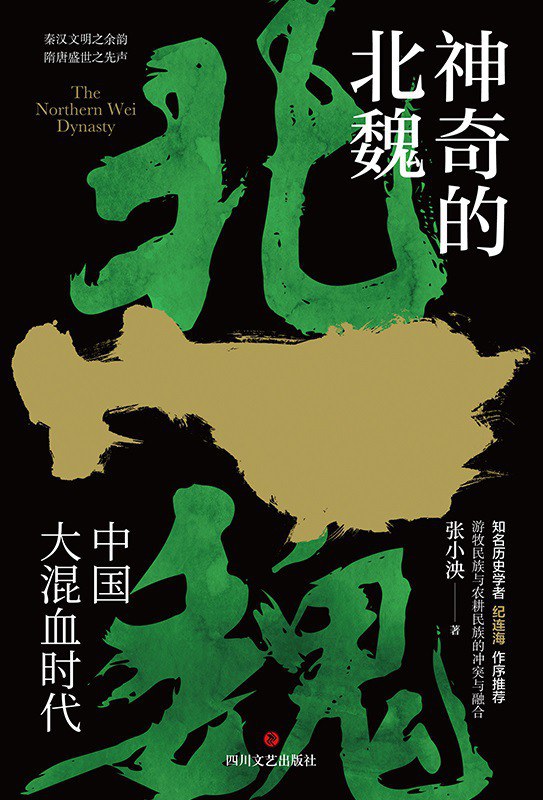 秦汉文明之余韵
隋唐盛世之先声
The
Northern Wei
Dynasty
神奇的
北魏
北魏
中国
大混血时代
知名历史学者 纪连海 作序推荐
游牧民族与农耕民族的冲突与融合
张小泱——著
四川文艺出版社